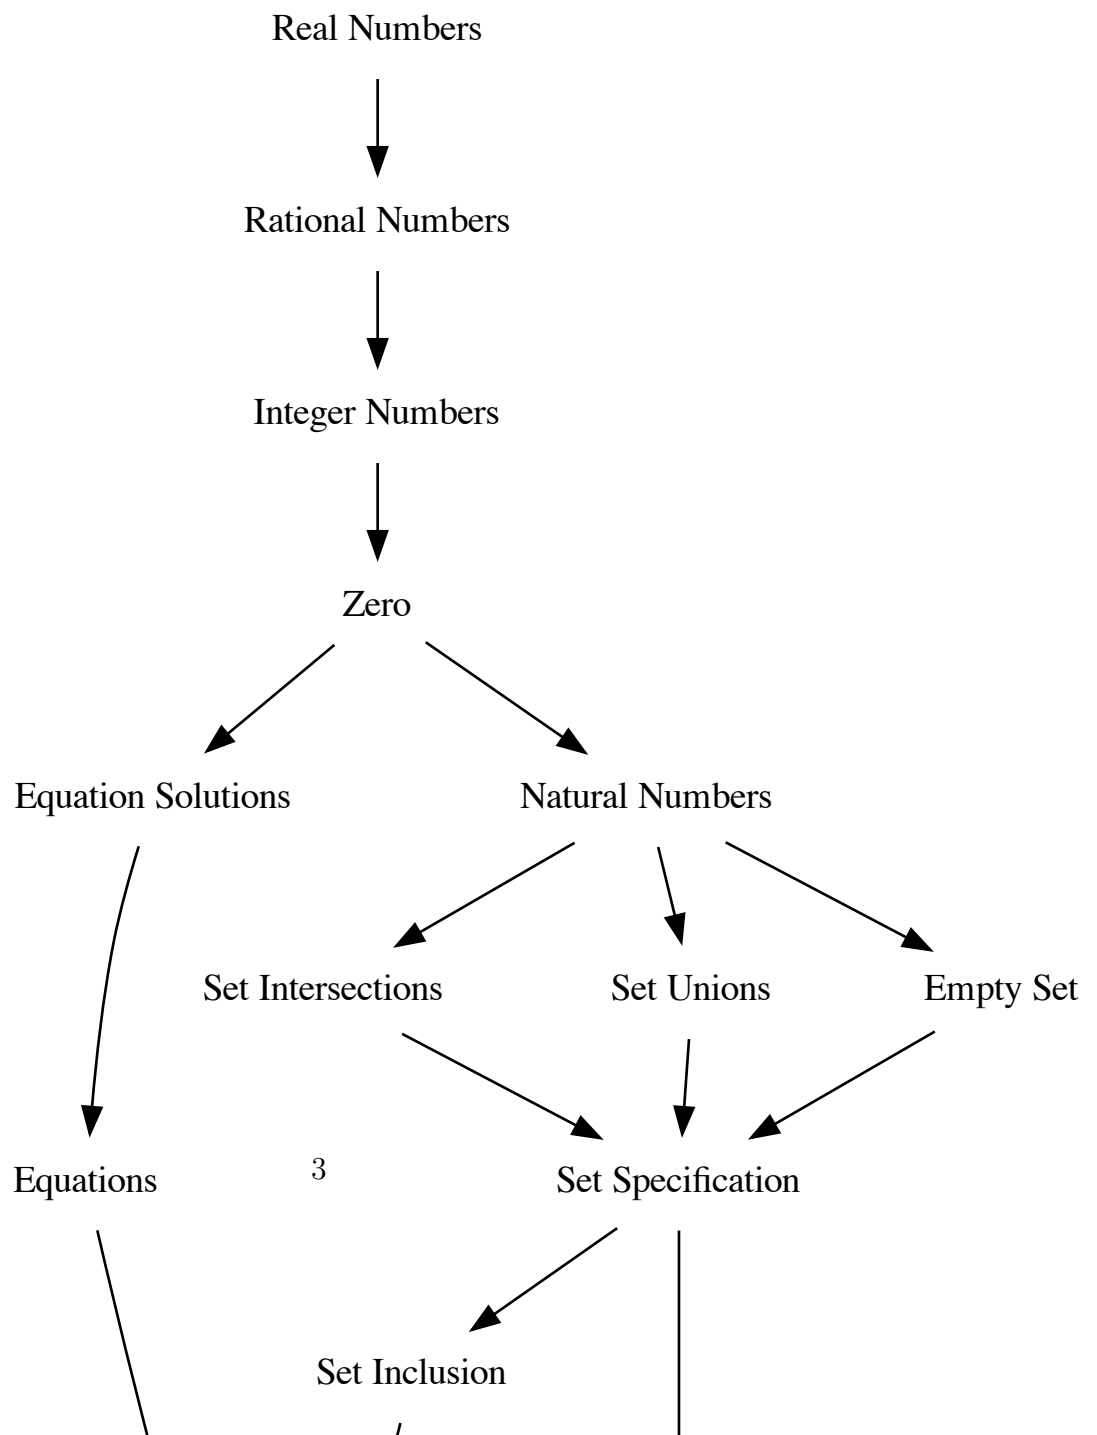 Real Numbers
Rational Numbers
Integer Numbers
Zero
Equation Solutions
Natural Numbers
Set Intersections
Set Unions
Empty Set
Equations
3
Set Specification
Set Inclusion